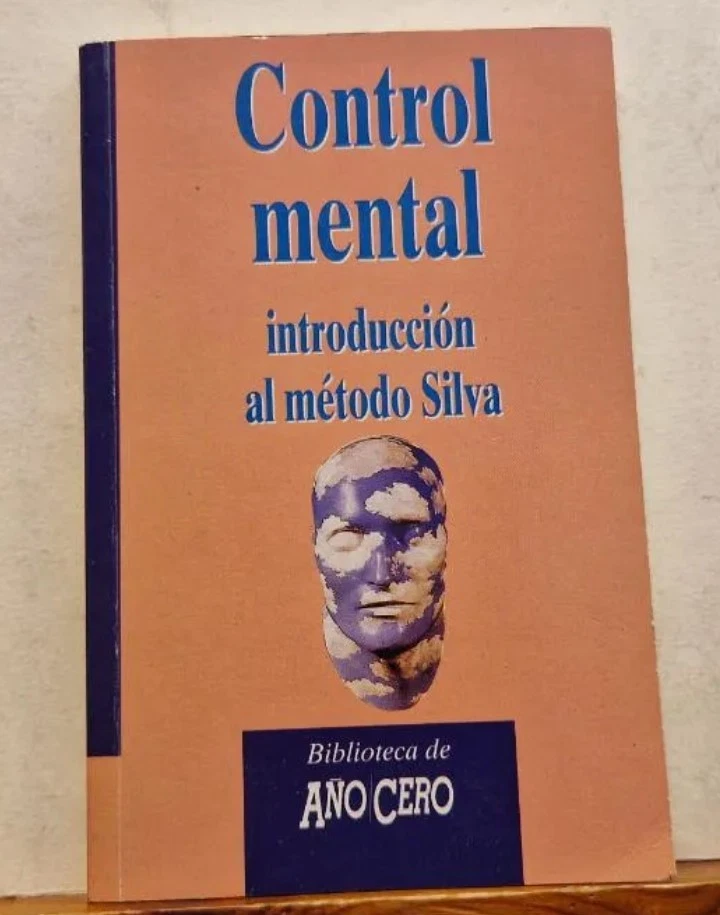 Control
mental
introducción
al método Silva
Biblioteca de
AÑO CERO